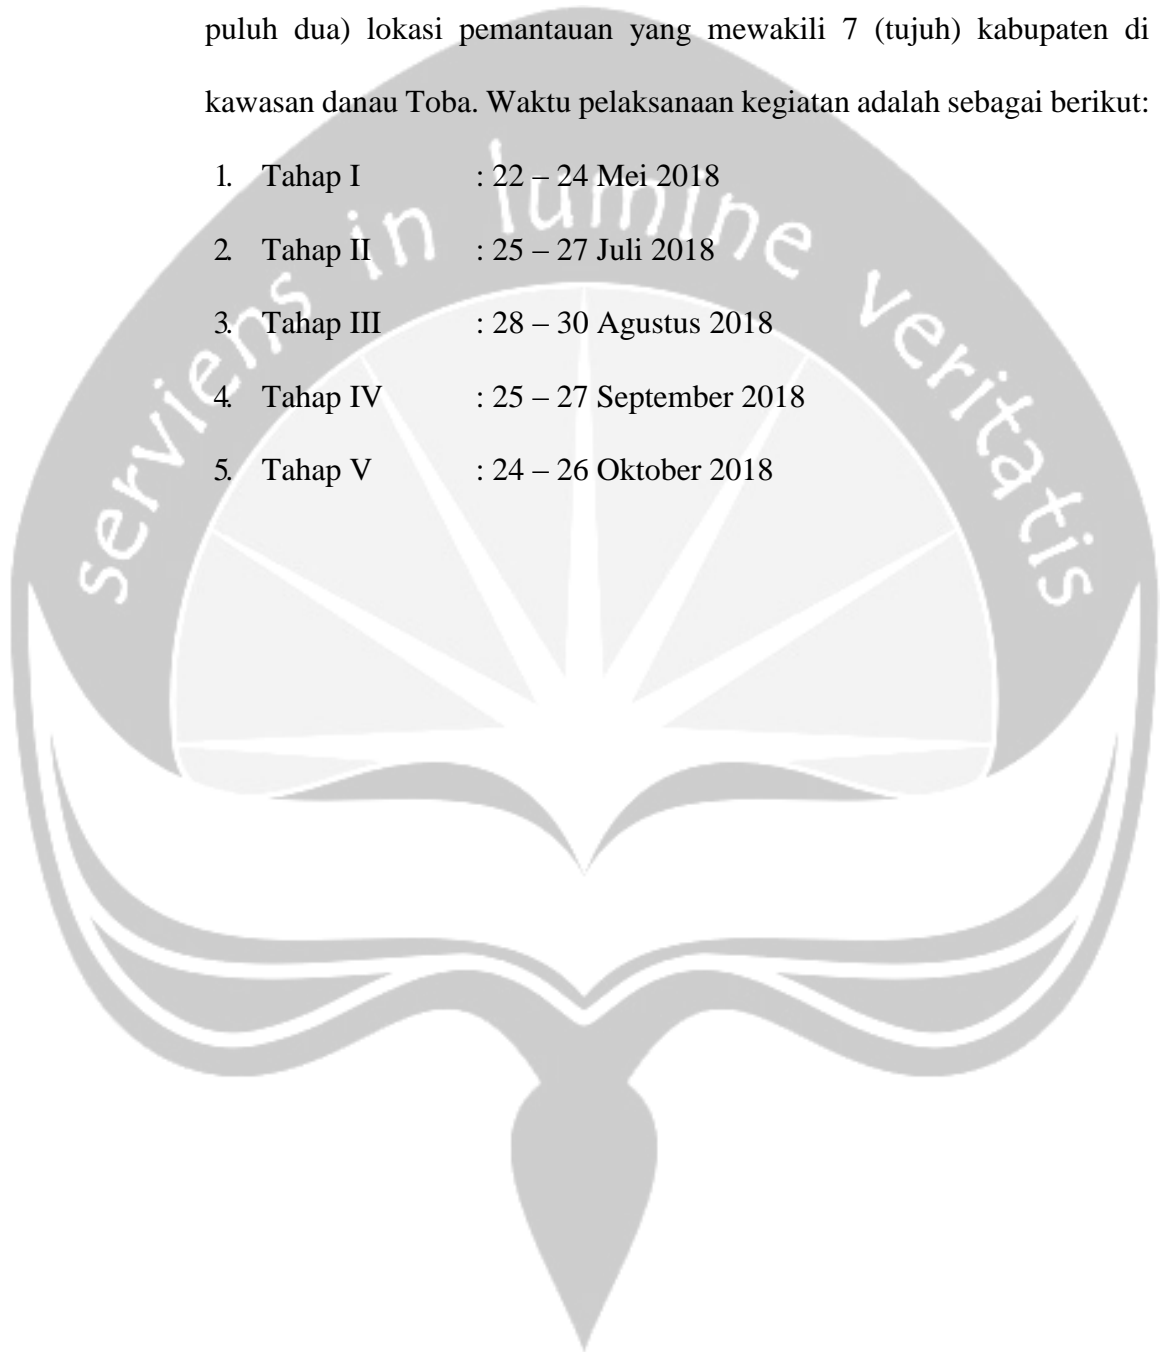 puluh dua) lokasi pemantauan yang mewakili 7 (tujuh) kabupaten di
kawasan danau Toba. Waktu pelaksanaan kegiatan adalah sebagai berikut:
1. Tahap I : 22 – 24 Mei 2018
2. Tahap II : 25 – 27 Juli 2018
3. Tahap III : 28 – 30 Agustus 2018
4. Tahap IV : 25 – 27 September 2018
5. Tahap V : 24 – 26 Oktober 2018
serviens in lumine veritatis